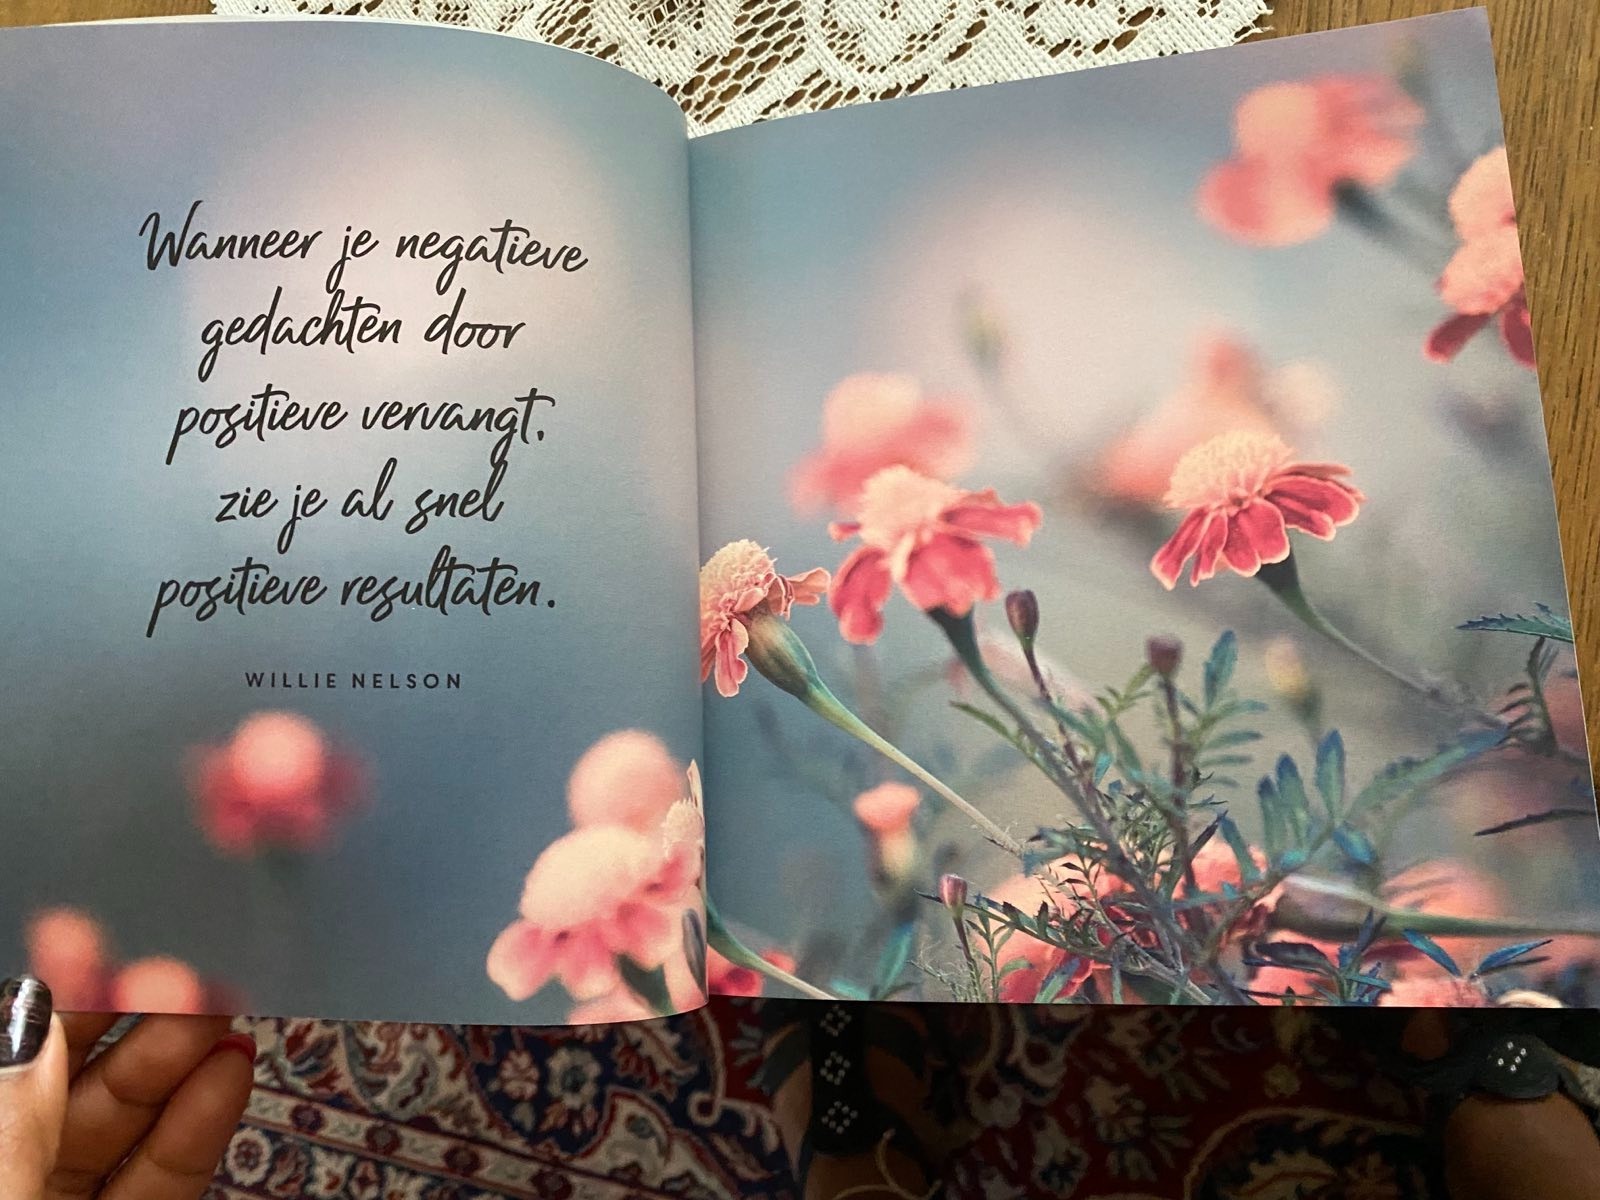 Wanneer je negatieve
gedachten door
positieve vervangt,
zie je al snel
positieve resultaten.
WILLIE NELSON